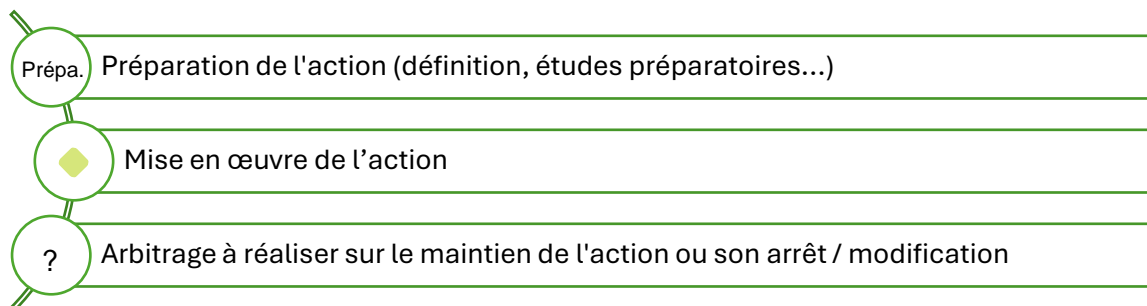 Prépa. Préparation de l'action (définition, études préparatoires...)
Mise en œuvre de l’action
? Arbitrage à réaliser sur le maintien de l'action ou son arrêt / modification